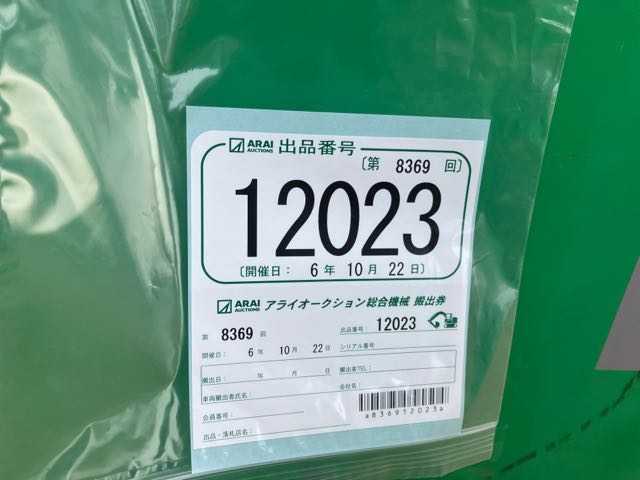 ARAI AUCTIONS 出品番号
〔第 8369 回〕
12023
〔開催日: 6 年 10 月 22 日〕
ARAI AUCTIONS アライオークション総合機械 搬出券
第 8369 回 出品番号: 12023
開催日: 6 年 10 月 22 日 シリアル番号:
搬出日: 年 月 日 搬出者TEL:
車両搬出者氏名: 会社名:
会員番号:
a836912023a
出品・落札店名: